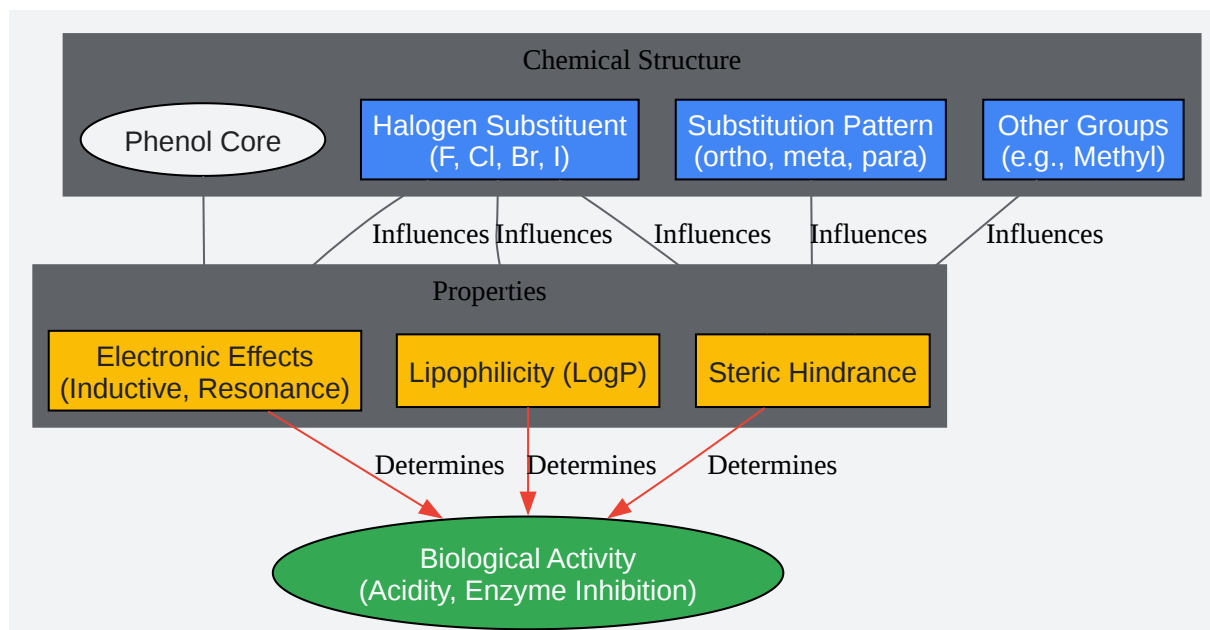 Chemical Structure
Phenol Core
Halogen Substituent
(F, Cl, Br, I)
Substitution Pattern
(ortho, meta, para)
Other Groups
(e.g., Methyl)
Influences
Influences
Influences
Influences
Influences
Properties
Electronic Effects
(Inductive, Resonance)
Lipophilicity (LogP)
Steric Hindrance
Determines
Determines
Determines
Biological Activity
(Acidity, Enzyme Inhibition)